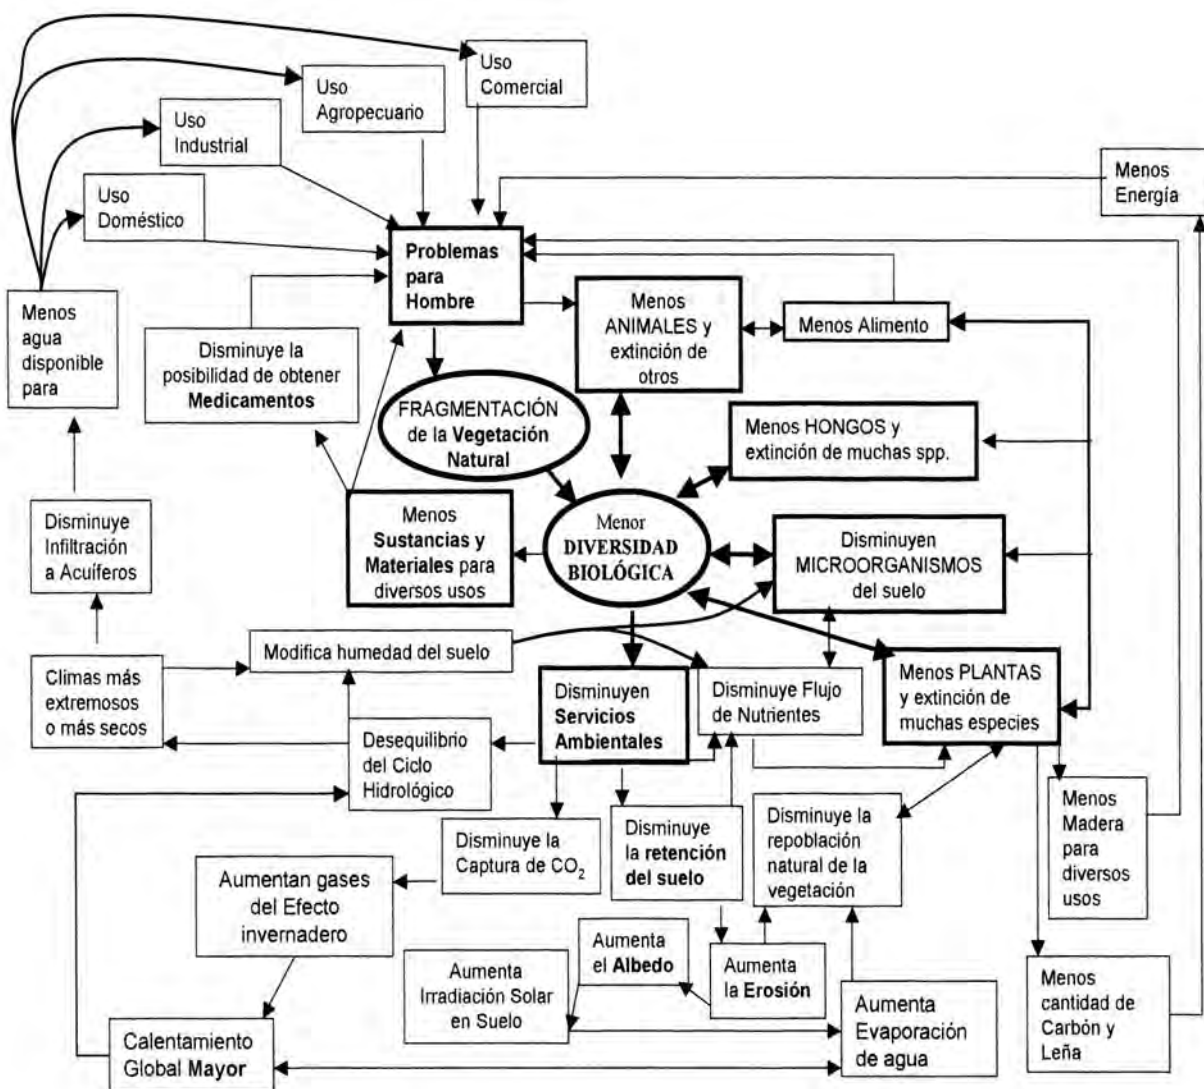 Uso
Comercial
Uso
Agropecuario
Uso
Industrial
Uso
Doméstico
Menos
Energía
Problemas
para
Hombre
Menos
agua
disponible
para
Disminuye la
posibilidad de obtener
Medicamentos
Menos
ANIMALES y
extinción de
otros
Menos Alimento
FRAGMENTACIÓN
de la Vegetación
Natural
Menos HONGOS y
extinción de muchas spp.
Disminuye
Infiltración
a Acuíferos
Menos
Sustancias y
Materiales para
diversos usos
Menor
DIVERSIDAD
BIOLÓGICA
Disminuyen
MICROORGANISMOS
del suelo
Modifica humedad del suelo
Climas más
extremosos
o más secos
Disminuyen
Servicios
Ambientales
Disminuye Flujo
de Nutrientes
Menos PLANTAS
y extinción de
muchas especies
Desequilibrio
del Ciclo
Hidrológico
Disminuye la
Captura de CO₂
Disminuye
la retención
del suelo
Disminuye la
repoblación
natural de la
vegetación
Menos
Madera
para
diversos
usos
Aumentan gases
del Efecto
invernadero
Aumenta
Irradiación Solar
en Suelo
Aumenta
el Albedo
Aumenta
la Erosión
Aumenta
Evaporación
de agua
Menos
cantidad de
Carbón y
Leña
Calentamiento
Global Mayor